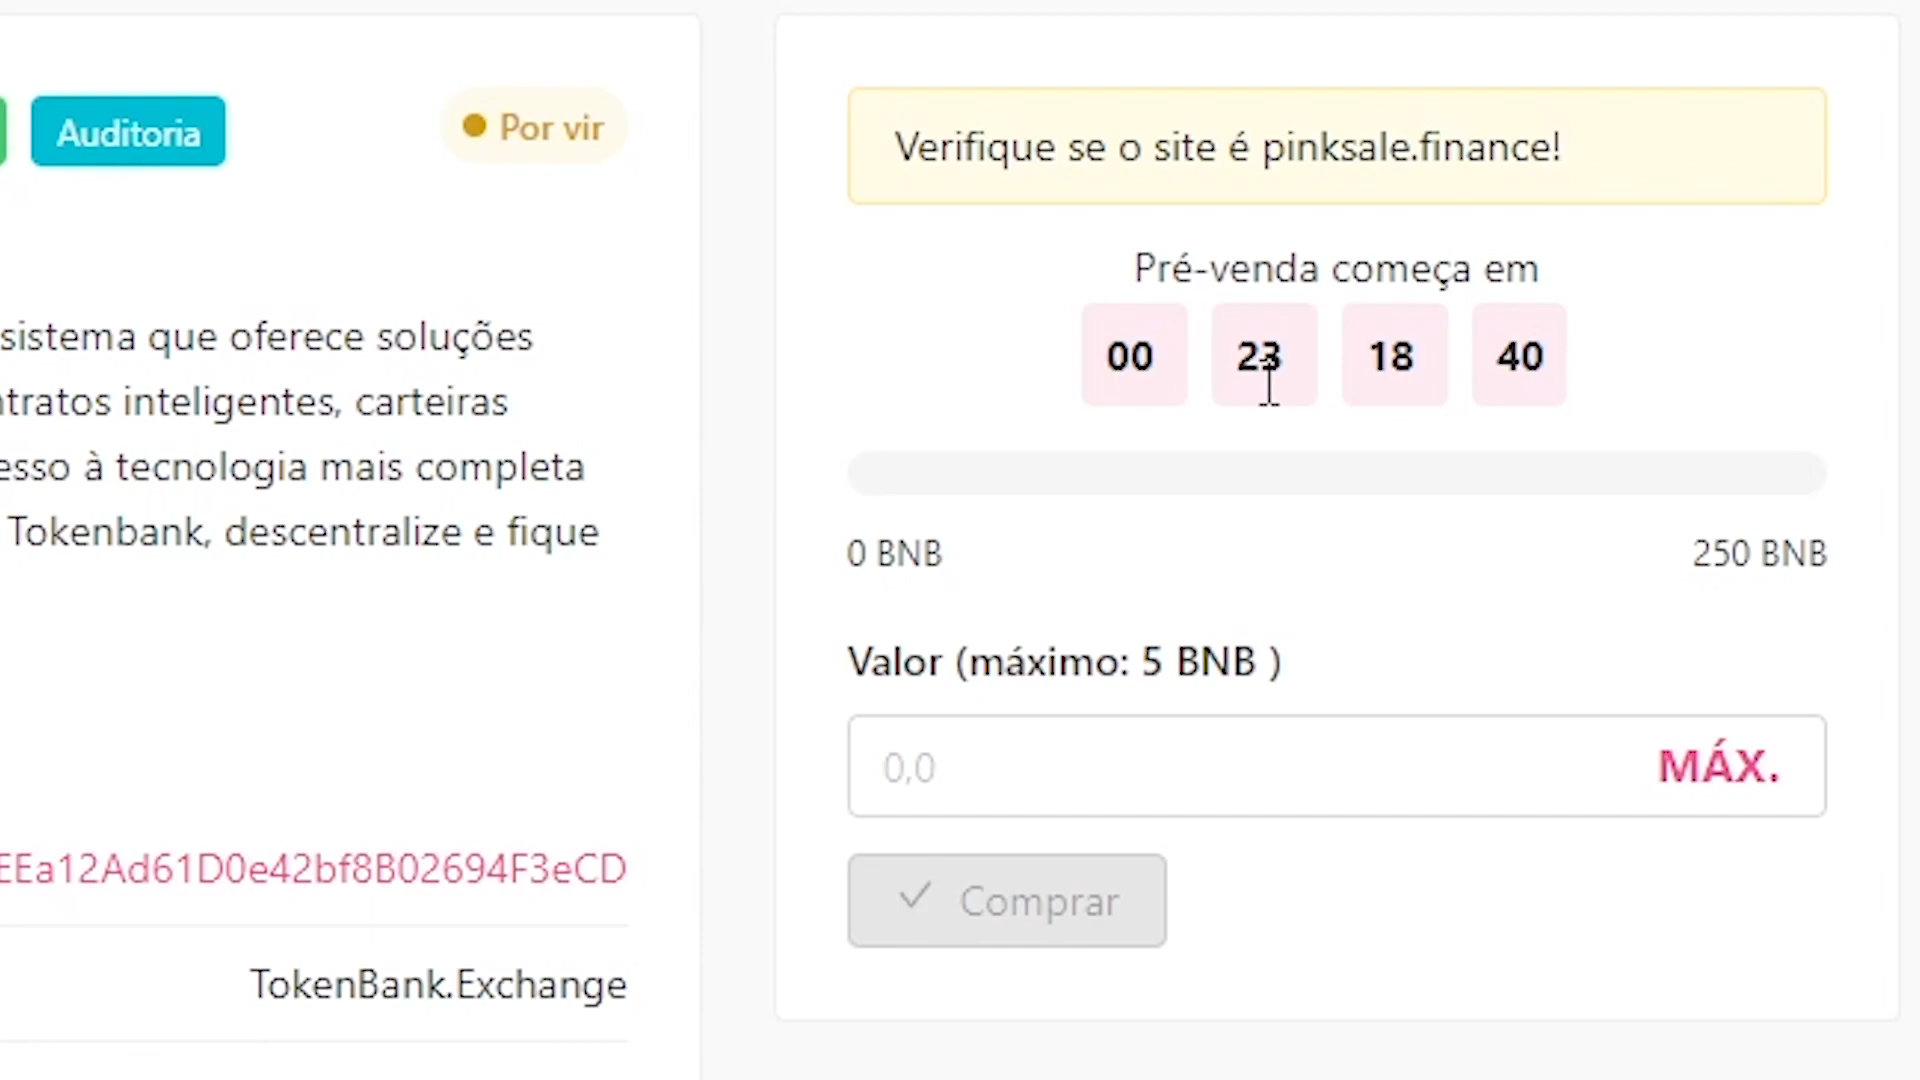 Auditoria
Por vir
sistema que oferece soluções
tratos inteligentes, carteiras
esso à tecnologia mais completa
Tokenbank, descentralize e fique
EEa12Ad61D0e42bf8B02694F3eCD
TokenBank.Exchange
Verifique se o site é pinksale.finance!
Pré-venda começa em
00 23 18 40
0 BNB 250 BNB
Valor (máximo: 5 BNB )
0,0 MÁX.
Comprar